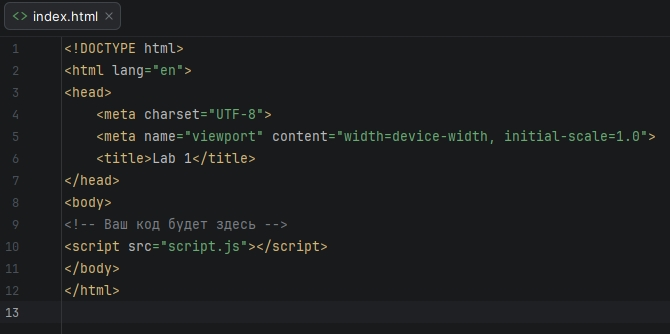 index.html
1 <!DOCTYPE html>
2 <html lang="en">
3 <head>
4     <meta charset="UTF-8">
5     <meta name="viewport" content="width=device-width, initial-scale=1.0">
6     <title>Lab 1</title>
7 </head>
8 <body>
9 <!-- Ваш код будет здесь -->
10 <script src="script.js"></script>
11 </body>
12 </html>
13